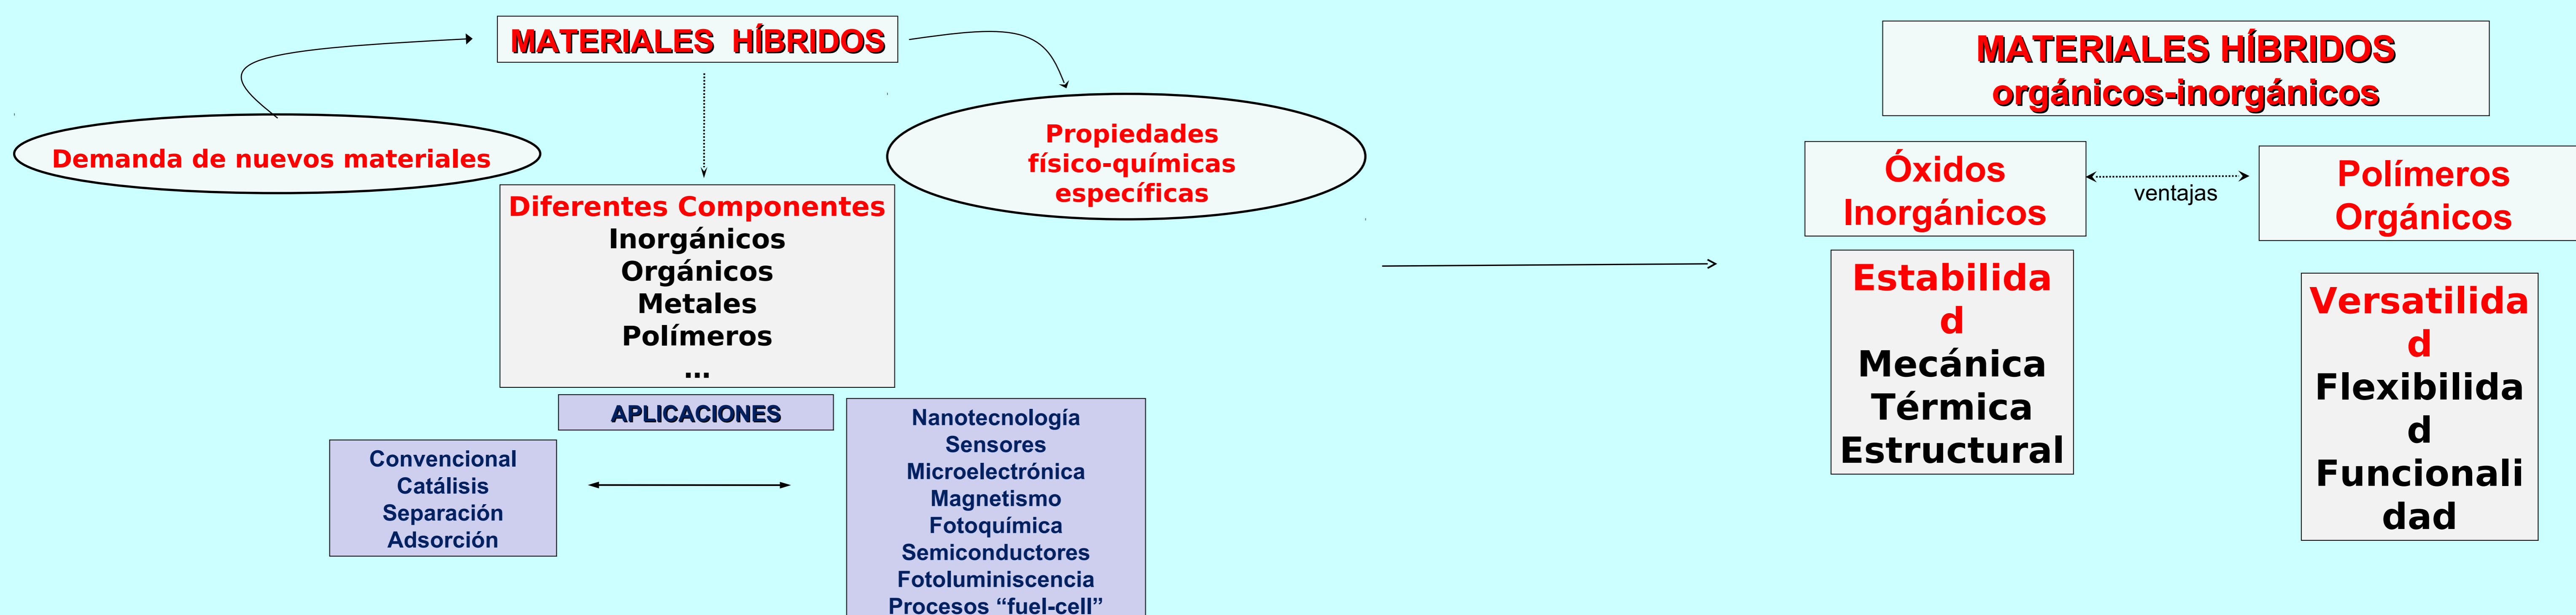 MATERIALES HÍBRIDOS
Demanda de nuevos materiales
Propiedades
físico-químicas
específicas
Diferentes Componentes
Inorgánicos
Orgánicos
Metales
Polímeros
...
APLICACIONES
Convencional
Catálisis
Separación
Adsorción
Nanotecnología
Sensores
Microelectrónica
Magnetismo
Fotoquímica
Semiconductores
Fotoluminiscencia
Procesos “fuel-cell”
MATERIALES HÍBRIDOS
orgánicos-inorgánicos
Óxidos
Inorgánicos
ventajas
Polímeros
Orgánicos
Estabilida
d
Mecánica
Térmica
Estructural
Versatilida
d
Flexibilida
d
Funcionali
dad